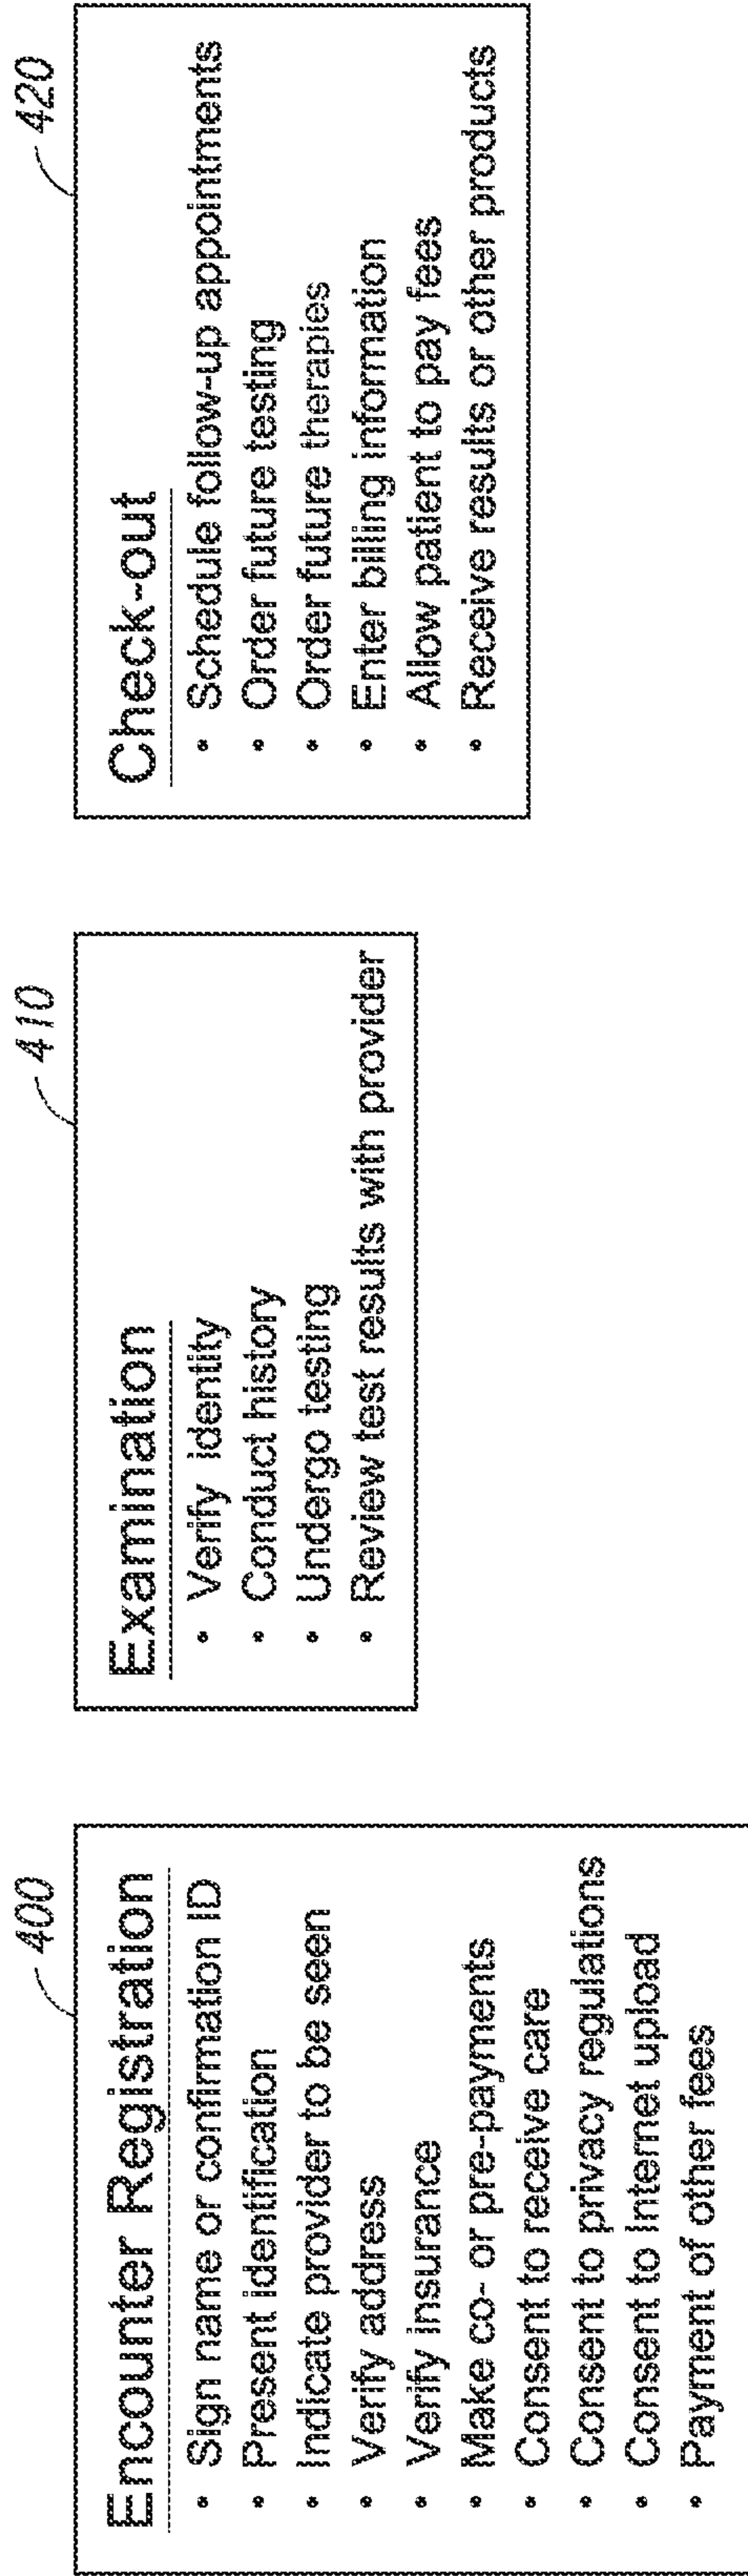 400
Encounter Registration
• Sign name or confirmation ID
• Present identification
• Indicate provider to be seen
• Verify address
• Verify insurance
• Make co- or pre-payments
• Consent to receive care
• Consent to privacy regulations
• Consent to Internet upload
• Payment of other fees
410
Examination
• Verify identity
• Conduct history
• Undergo testing
• Review test results with provider
420
Check-out
• Schedule follow-up appointments
• Order future testing
• Order future therapies
• Enter billing information
• Allow patient to pay fees
• Receive results or other products